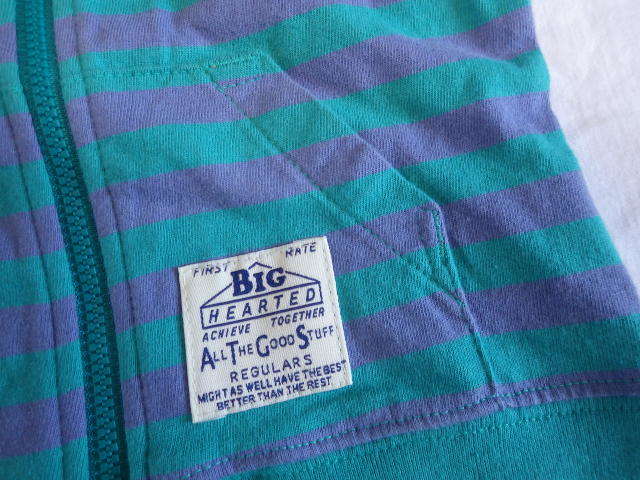 FIRST RATE
BIG
HEARTED
ACHIEVE TOGETHER
ALL THE GOOD STUFF
REGULARS
MIGHT AS WELL HAVE THE BEST
BETTER THAN THE REST